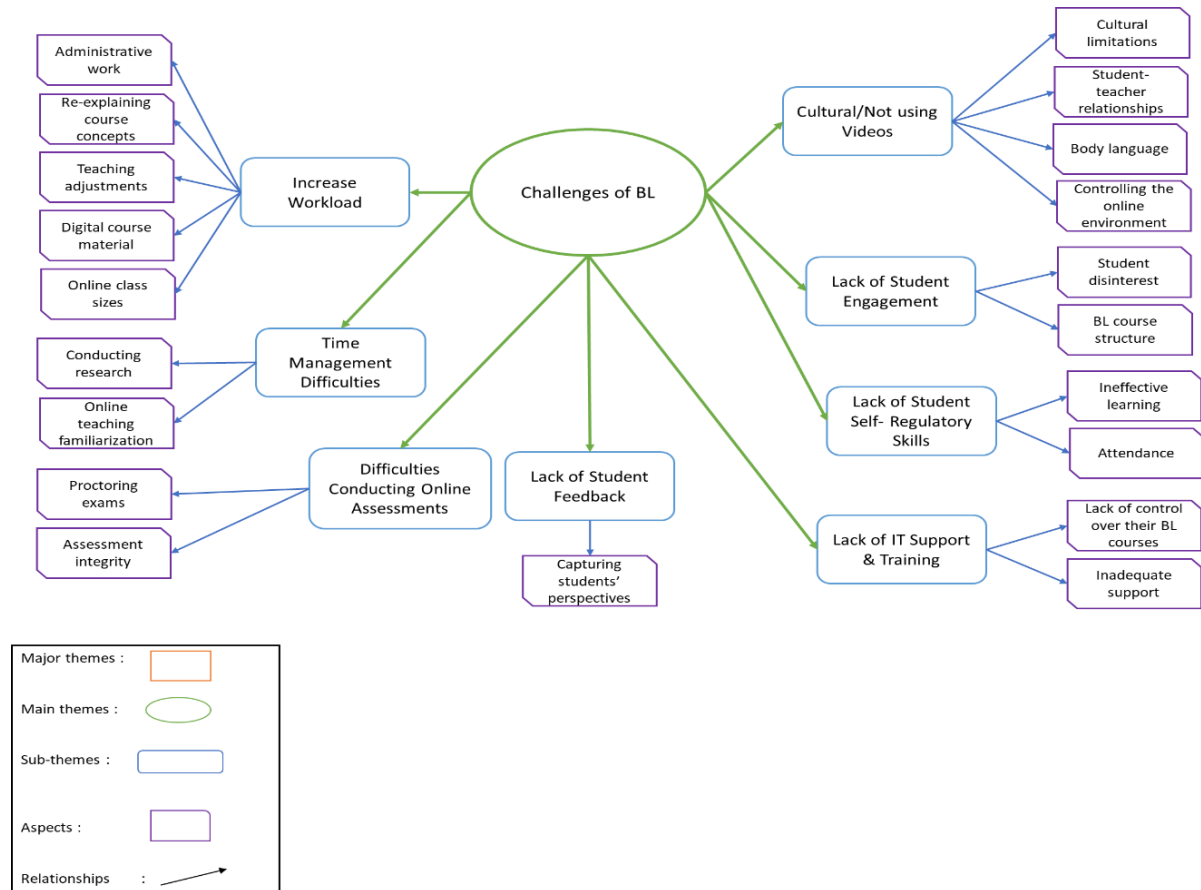 Challenges of BL
Increase
Workload
Administrative
work
Re-explaining
course
concepts
Teaching
adjustments
Digital course
material
Online class
sizes
Time
Management
Difficulties
Conducting
research
Online
teaching
familiarization
Difficulties
Conducting Online
Assessments
Proctoring
exams
Assessment
integrity
Lack of Student
Feedback
Capturing
students’
perspectives
Cultural/Not using
Videos
Cultural
limitations
Student-
teacher
relationships
Body language
Controlling the
online
environment
Lack of Student
Engagement
Student
disinterest
BL course
structure
Lack of Student
Self- Regulatory
Skills
Ineffective
learning
Attendance
Lack of IT Support
& Training
Lack of control
over their BL
courses
Inadequate
support
Major themes :
Main themes :
Sub-themes :
Aspects :
Relationships :